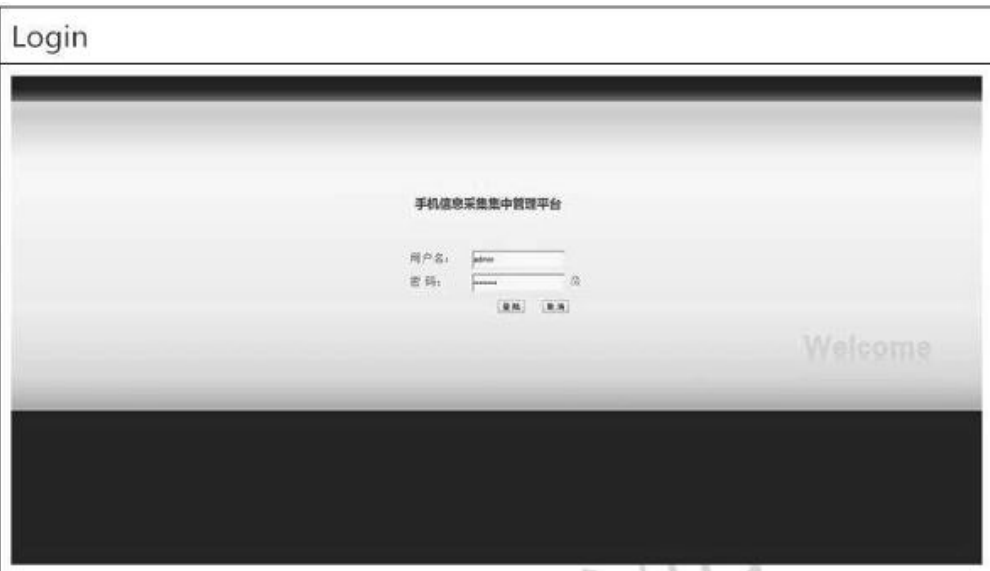 Login
手机信息采集集中管理平台
用户名： admin
密 码：
登 陆 取 消
Welcome